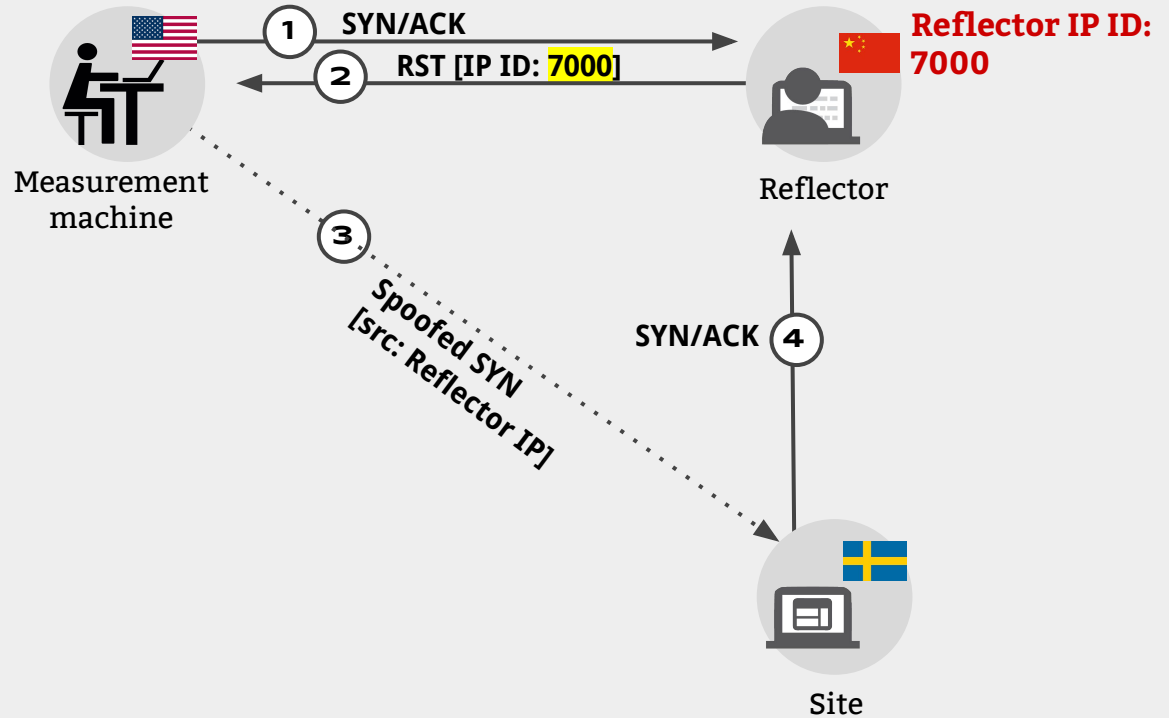 1
SYN/ACK
2
RST [IP ID: 7000]
Reflector IP ID:
7000
Measurement
machine
Reflector
3
Spoofed SYN
[src: Reflector IP]
SYN/ACK
4
Site